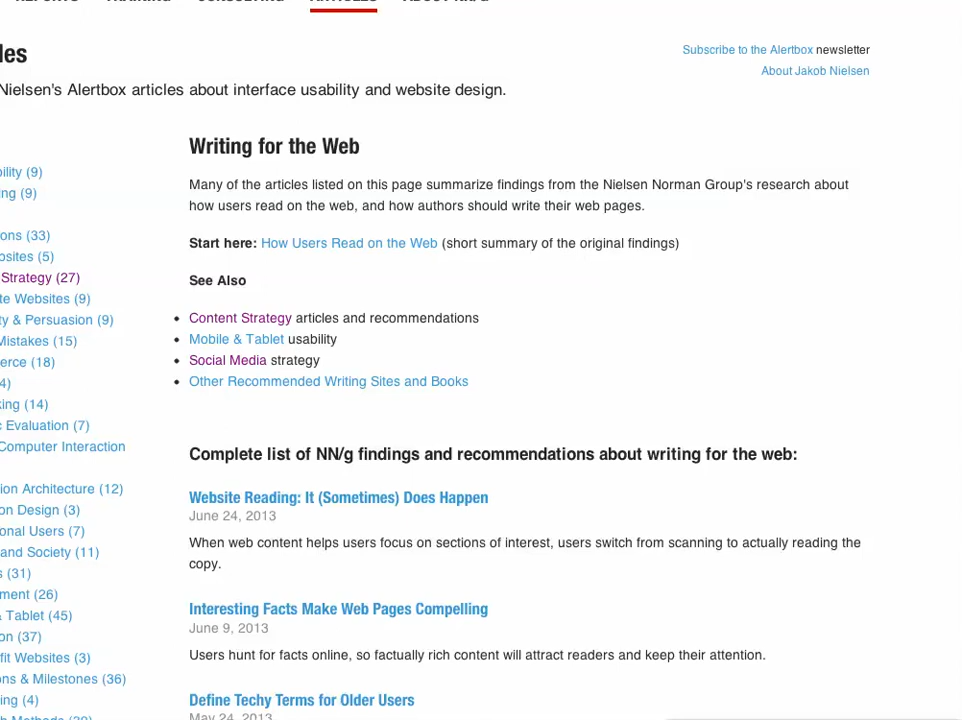 ARTICLES
les
Subscribe to the Alertbox newsletter
About Jakob Nielsen
Nielsen's Alertbox articles about interface usability and website design.
bility (9)
ing (9)
ons (33)
bsites (5)
Strategy (27)
te Websites (9)
ty & Persuasion (9)
Mistakes (15)
erce (18)
4)
king (14)
c Evaluation (7)
Computer Interaction
ion Architecture (12)
on Design (3)
onal Users (7)
and Society (11)
s (31)
ment (26)
& Tablet (45)
on (37)
fit Websites (3)
ons & Milestones (36)
ing (4)
Writing for the Web
Many of the articles listed on this page summarize findings from the Nielsen Norman Group's research about
how users read on the web, and how authors should write their web pages.
Start here: How Users Read on the Web (short summary of the original findings)
See Also
• Content Strategy articles and recommendations
• Mobile & Tablet usability
• Social Media strategy
• Other Recommended Writing Sites and Books
Complete list of NN/g findings and recommendations about writing for the web:
Website Reading: It (Sometimes) Does Happen
June 24, 2013
When web content helps users focus on sections of interest, users switch from scanning to actually reading the
copy.
Interesting Facts Make Web Pages Compelling
June 9, 2013
Users hunt for facts online, so factually rich content will attract readers and keep their attention.
Define Techy Terms for Older Users
May 24, 2013